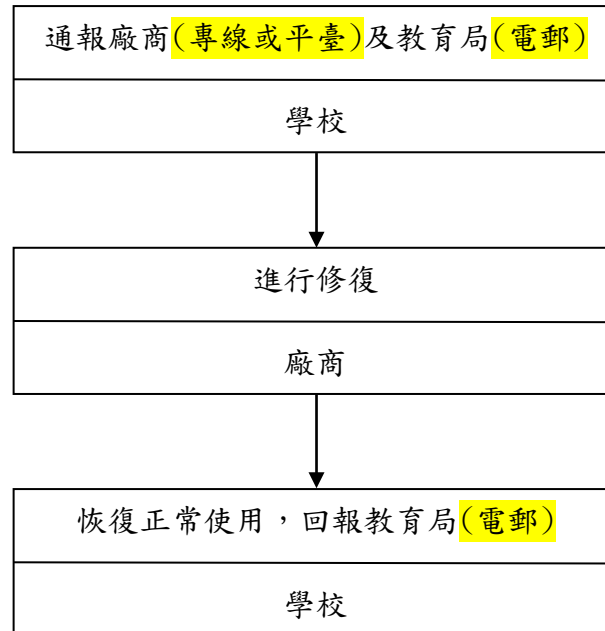 通報廠商(專線或平臺)及教育局(電郵)
學校
進行修復
廠商
恢復正常使用，回報教育局(電郵)
學校